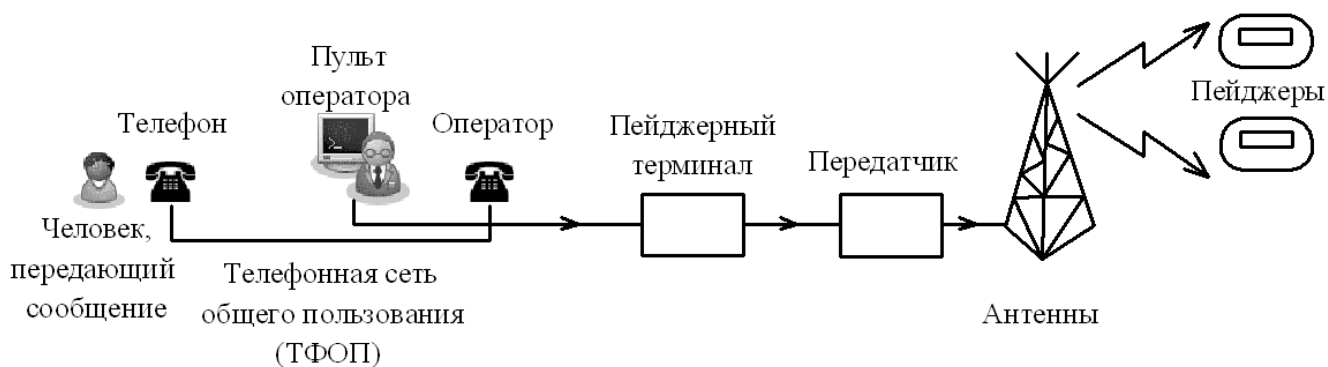 Телефон
Человек,
передающий
сообщение
Пульт
оператора
Оператор
Телефонная сеть
общего пользования
(ТФОП)
Пейджерный
терминал
Передатчик
Антенны
Пейджеры